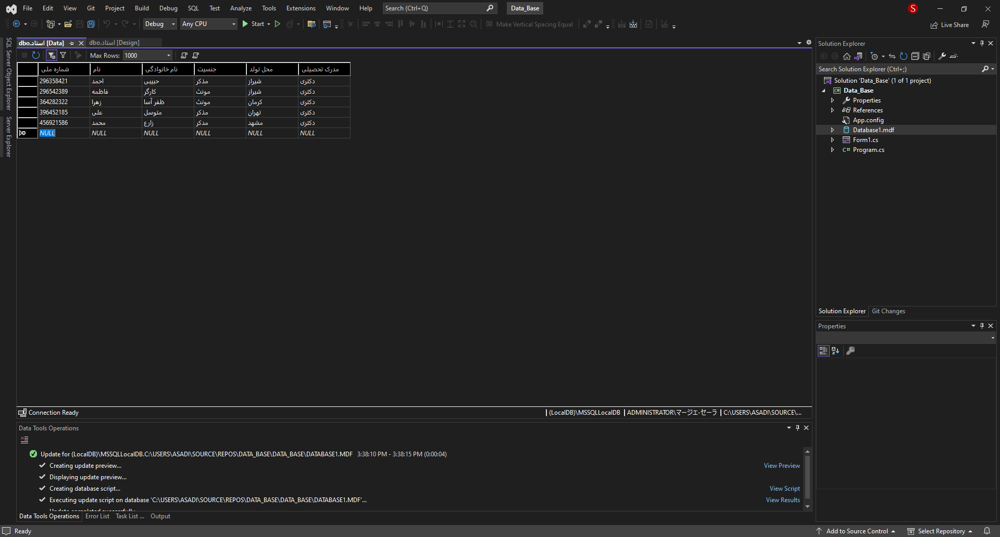 File Edit View Git Project Build Debug SQL Test Analyze Tools Extensions Window Help Search (Ctrl+Q) Data_Base S
Debug Any CPU Start Make Vertical Spacing Equal Live Share
SQL Server Object Explorer
Server Explorer
dbo.استاد [Data] dbo.استاد [Design]
Max Rows: 1000
شماره ملی نام نام خانوادگی جنسیت محل تولد مدرک تحصیلی
296358421 احمد حبیبی مذکر شیراز دکتری
296542389 فاطمه کارگر مونث شیراز دکتری
364282322 زهرا ظفر آسا مونث کرمان دکتری
396452185 علی متوسل مذکر تهران دکتری
456921586 محمد زارع مدکر مشهد دکتری
NULL NULL NULL NULL NULL NULL
Connection Ready (LocalDB)\MSSQLLocalDB ADMINISTRATOR\マージエ-セーラ C:\USERS\ASADI\SOURCE\...
Data Tools Operations
Update for (LocalDB)\MSSQLLocalDB.C:\USERS\ASADI\SOURCE\REPOS\DATA_BASE\DATA_BASE\DATABASE1.MDF 3:38:10 PM - 3:38:15 PM (0:00:04)
Creating update preview... View Preview
Displaying update preview...
Creating database script... View Script
Executing update script on database 'C:\USERS\ASADI\SOURCE\REPOS\DATA_BASE\DATA_BASE\DATABASE1.MDF'... View Results
Update completed successfully
Data Tools Operations Error List Task List ... Output
Solution Explorer
Search Solution Explorer (Ctrl+;)
Solution 'Data_Base' (1 of 1 project)
Data_Base
Properties
References
App.config
Database1.mdf
Form1.cs
C# Program.cs
Solution Explorer Git Changes
Properties
Ready Add to Source Control Select Repository